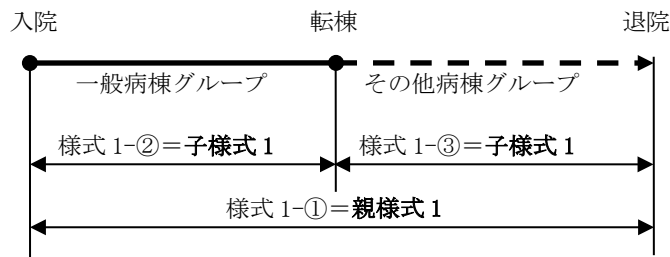 入院 転棟 退院
一般病棟グループ その他病棟グループ
様式 1-②＝子様式 1 様式 1-③＝子様式 1
様式 1-①＝親様式 1